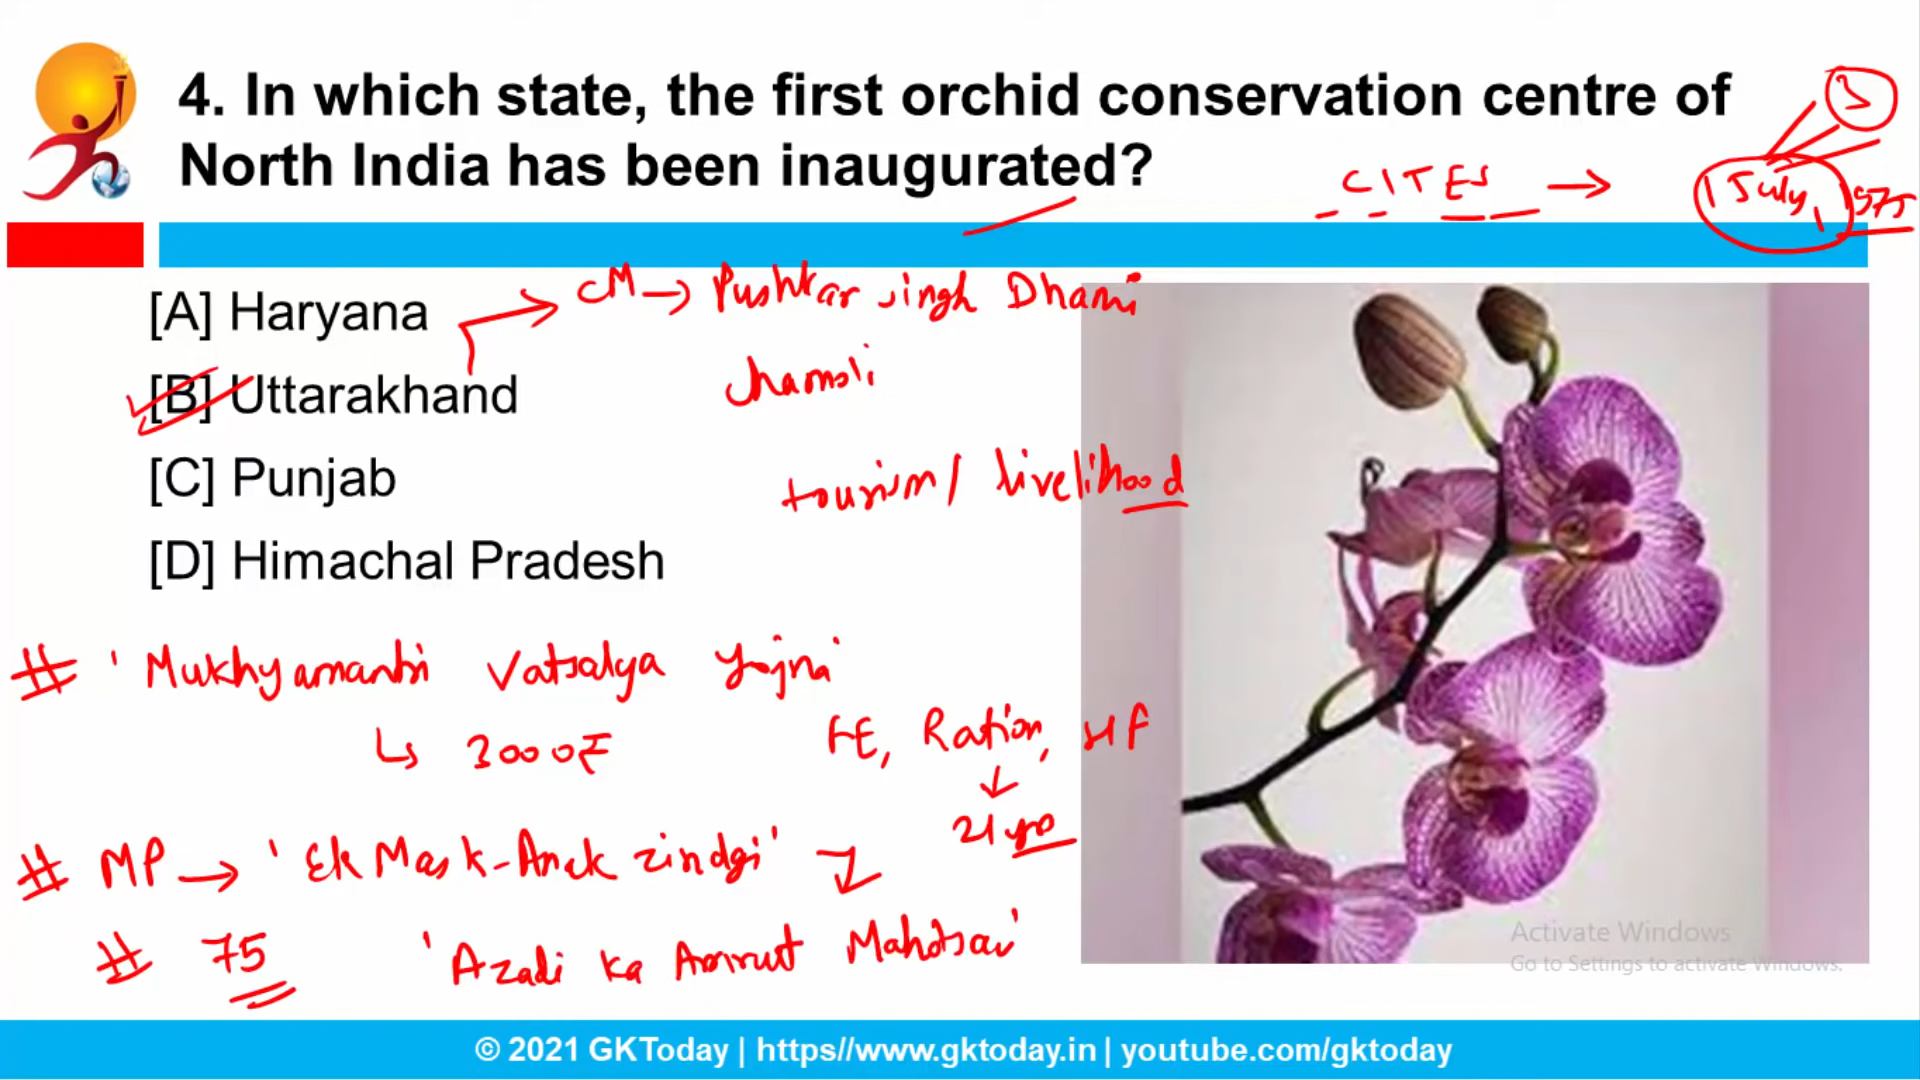 4. In which state, the first orchid conservation centre of
North India has been inaugurated?
CITES → 1 July, 1975
3
[A] Haryana
CM → Pushkar Singh Dhami
[B] Uttarakhand
Chamoli
[C] Punjab
tourism/ livelihood
[D] Himachal Pradesh
# 'Mukhyamantri Vatsalya Yojna'
↳ 3000₹
FE, Ration, HF
↓
21 yrs
# MP → 'Ek Mask-Anek Zindgi'
# 75 'Azadi ka Amrut Mahotsav'
Activate Windows
Go to Settings to activate Windows.
© 2021 GKToday | https//www.gktoday.in | youtube.com/gktoday